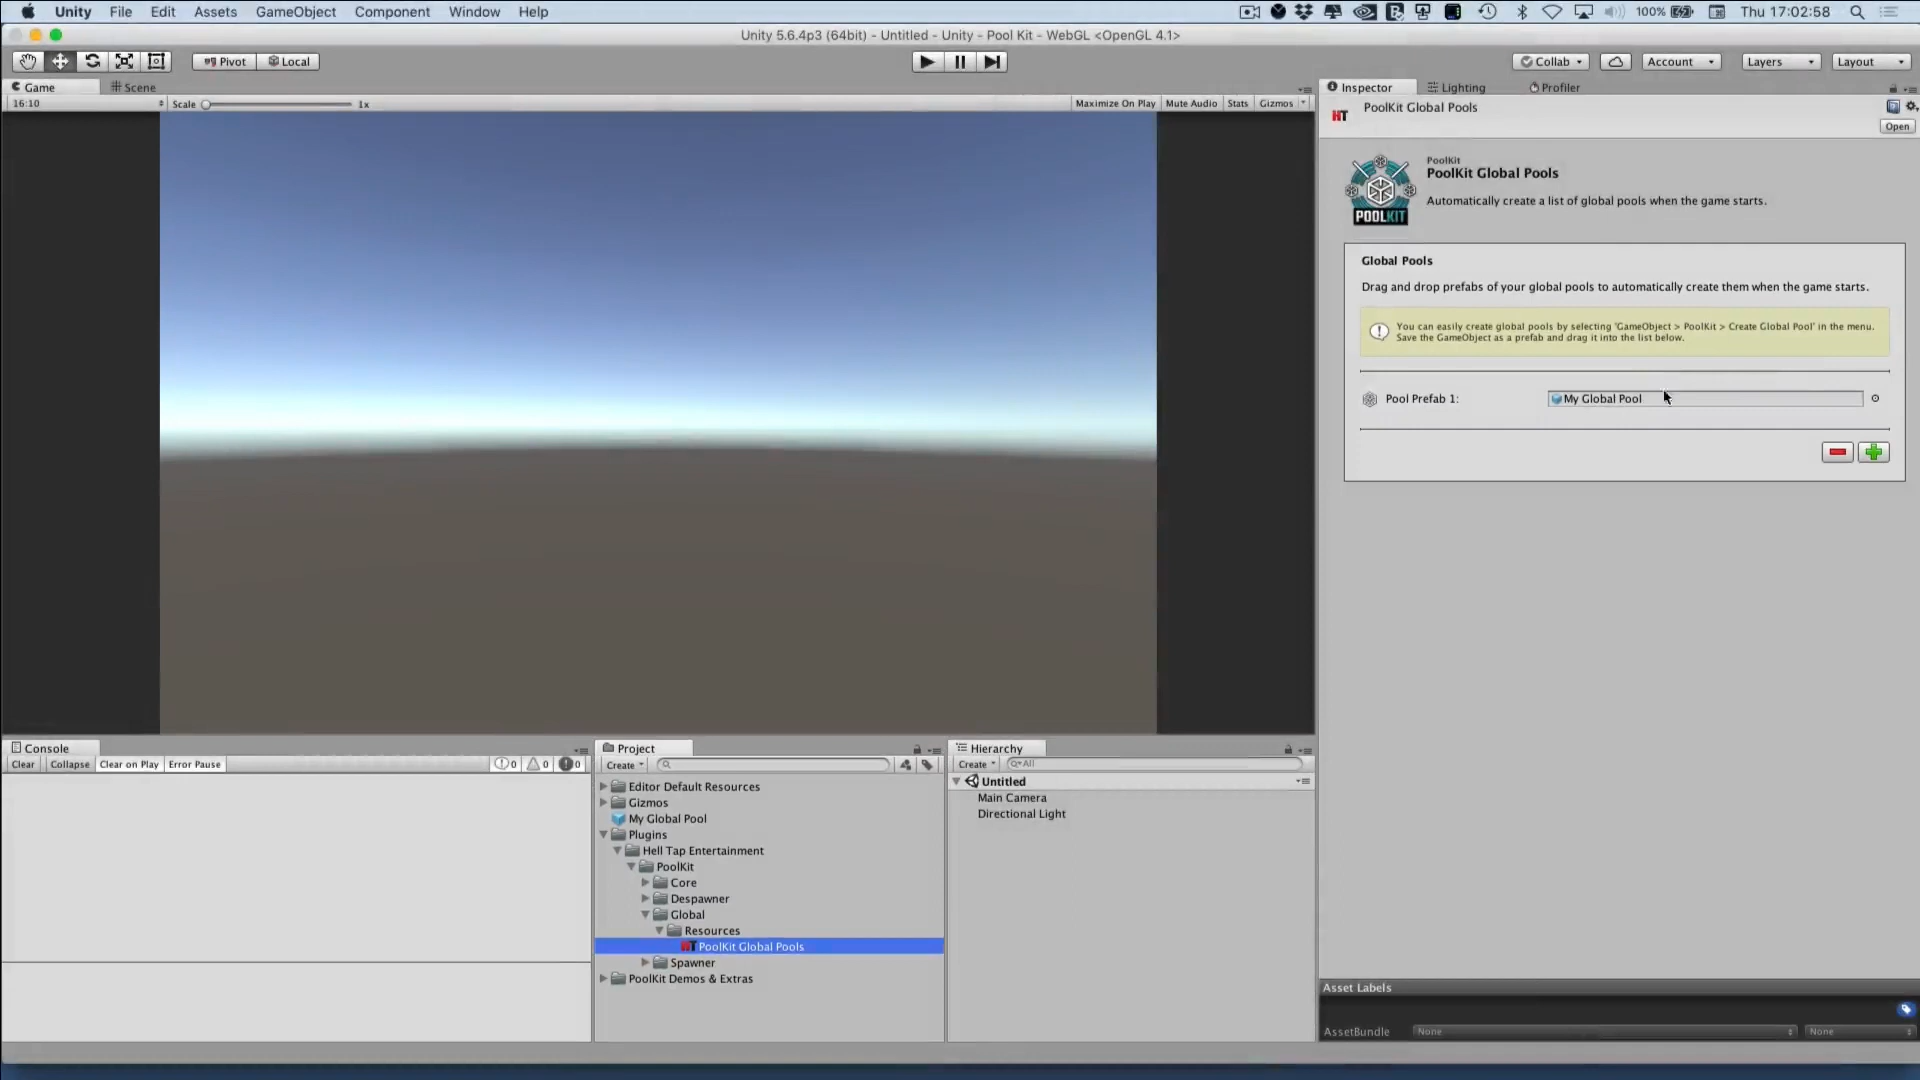 Unity File Edit Assets GameObject Component Window Help
100% Thu 17:02:58
Unity 5.6.4p3 (64bit) - Untitled - Unity - Pool Kit - WebGL <OpenGL 4.1>
Pivot Local
Collab Account Layers Layout
Game Scene
16:10 Scale 1x
Maximize On Play Mute Audio Stats Gizmos
Inspector Lighting Profiler
HT PoolKit Global Pools
Open
PoolKit
PoolKit Global Pools
Automatically create a list of global pools when the game starts.
POOLKIT
Global Pools
Drag and drop prefabs of your global pools to automatically create them when the game starts.
You can easily create global pools by selecting 'GameObject > PoolKit > Create Global Pool' in the menu.
Save the GameObject as a prefab and drag it into the list below.
Pool Prefab 1: My Global Pool
Console
Clear Collapse Clear on Play Error Pause 0 0 0
Project
Create
Editor Default Resources
Gizmos
My Global Pool
Plugins
Hell Tap Entertainment
PoolKit
Core
Despawner
Global
Resources
HT PoolKit Global Pools
Spawner
PoolKit Demos & Extras
Hierarchy
Create All
Untitled
Main Camera
Directional Light
Asset Labels
AssetBundle None None